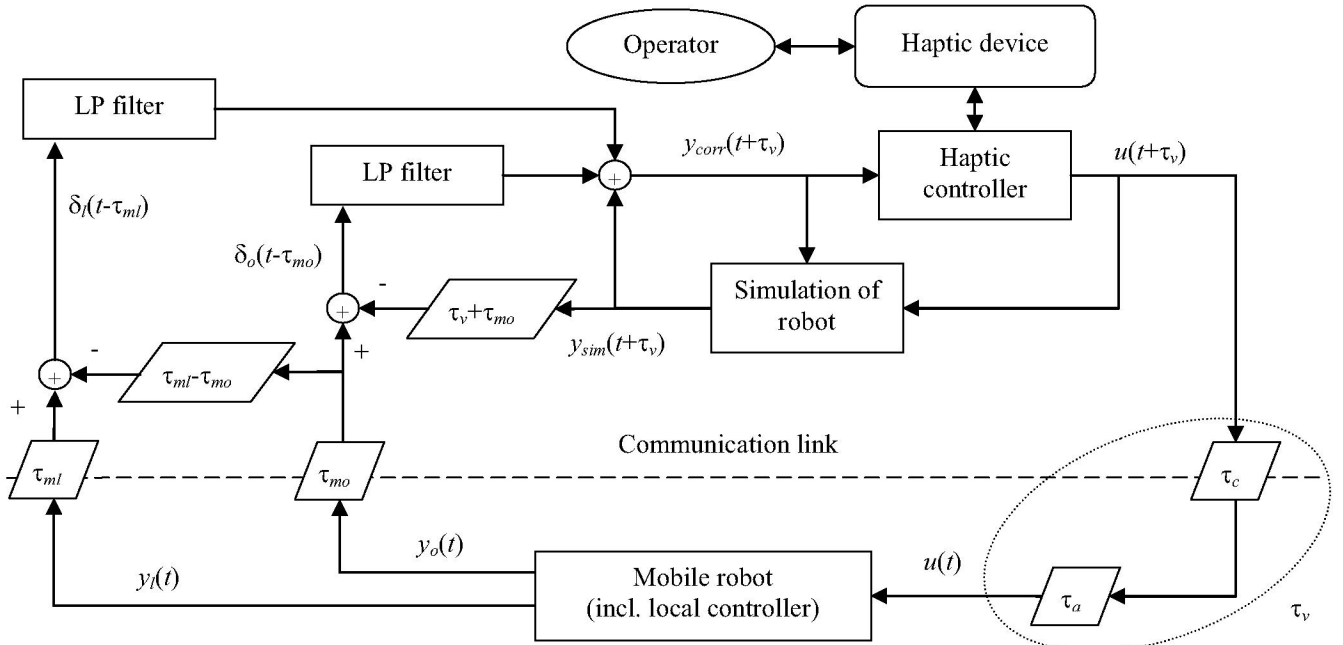 Operator
Haptic device
LP filter
y_corr(t+τ_v)
u(t+τ_v)
LP filter
+
Haptic
controller
δ_l(t-τ_ml)
δ_o(t-τ_mo)
-
+
τ_v+τ_mo
Simulation of
robot
y_sim(t+τ_v)
+
-
+
τ_ml-τ_mo
+
Communication link
τ_ml
τ_mo
τ_c
y_o(t)
y_l(t)
Mobile robot
(incl. local controller)
u(t)
τ_a
τ_v